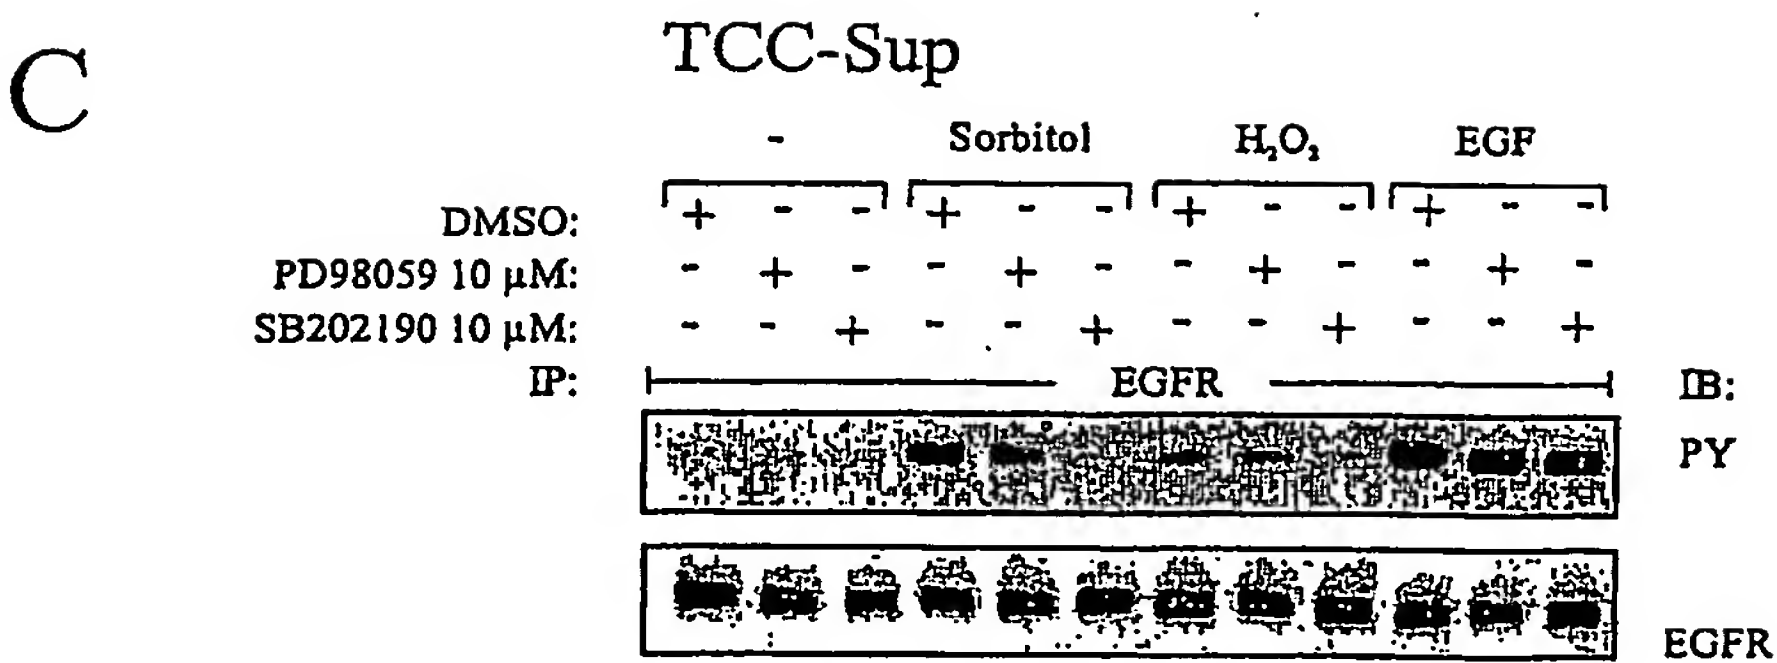 C
TCC-Sup
- Sorbitol H₂O₂ EGF
DMSO: + - - + - - + - - + - -
PD98059 10 µM: - + - - + - - + - - + -
SB202190 10 µM: - - + - - + - - + - - +
IP: EGFR IB:
PY
EGFR